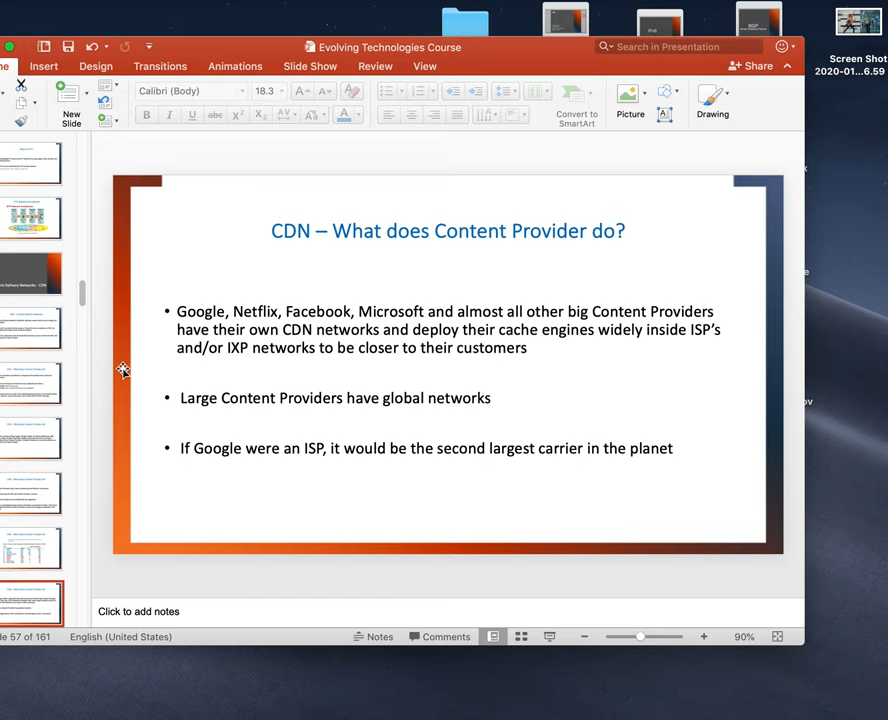 Evolving Technologies Course
Search in Presentation
Insert Design Transitions Animations Slide Show Review View
Share
Calibri (Body) 18.3
New
Slide
Convert to
SmartArt
Picture
Drawing
Screen Shot
2020-01...6.59
CDN – What does Content Provider do?
• Google, Netflix, Facebook, Microsoft and almost all other big Content Providers
have their own CDN networks and deploy their cache engines widely inside ISP's
and/or IXP networks to be closer to their customers
• Large Content Providers have global networks
• If Google were an ISP, it would be the second largest carrier in the planet
Click to add notes
de 57 of 161
English (United States)
Notes
Comments
90%